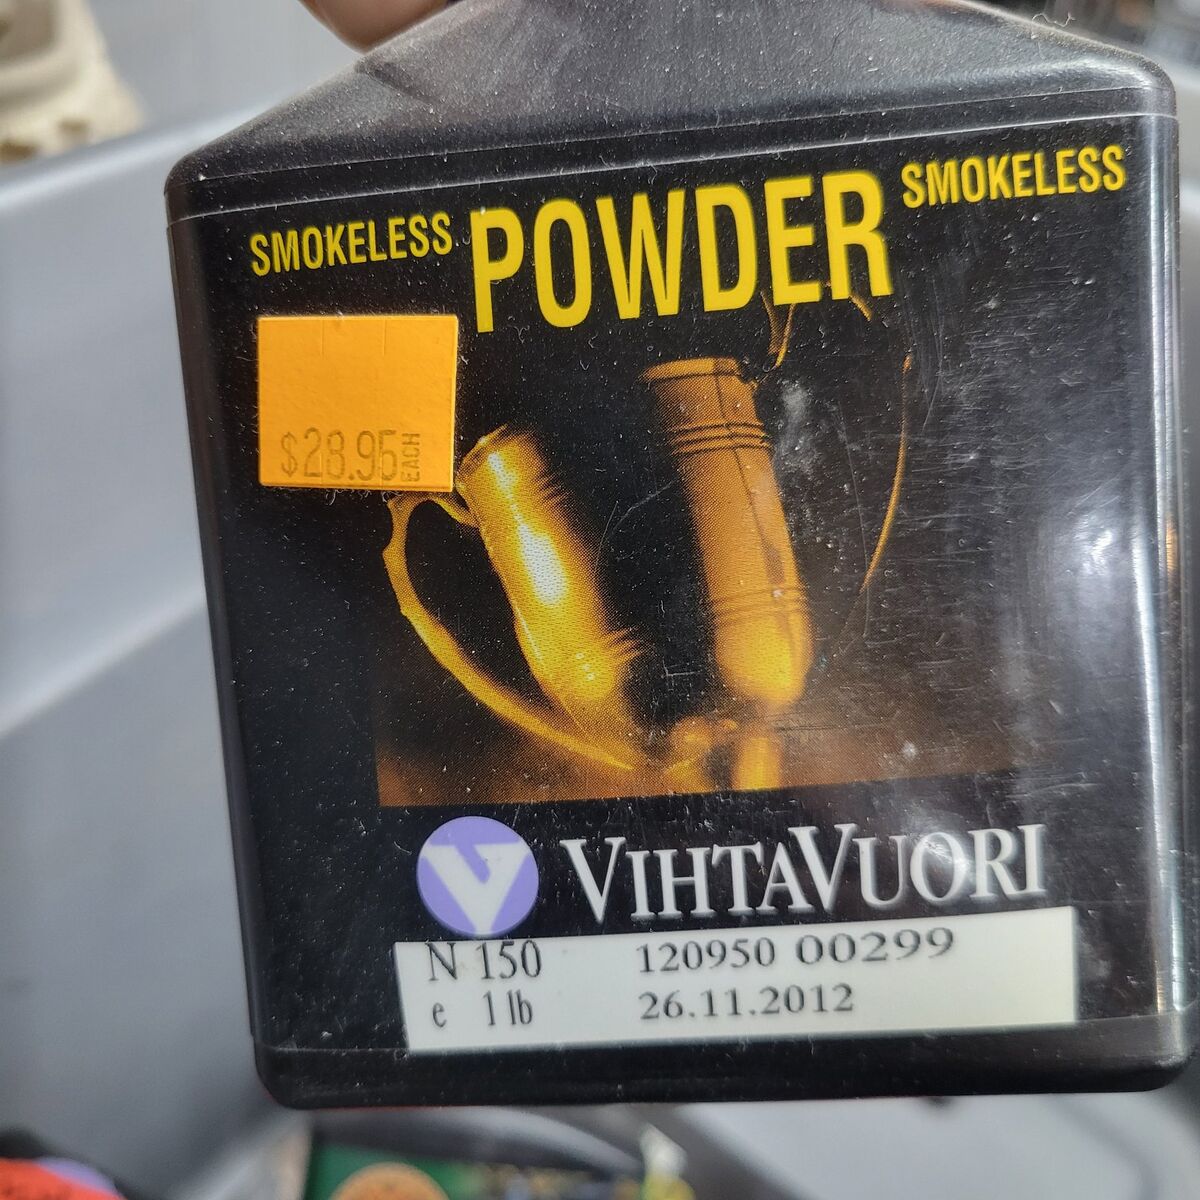 SMOKELESS POWDER SMOKELESS
$28.95 EACH
V VIHTAVUORI
N 150 120950 00299
e 1 lb 26.11.2012